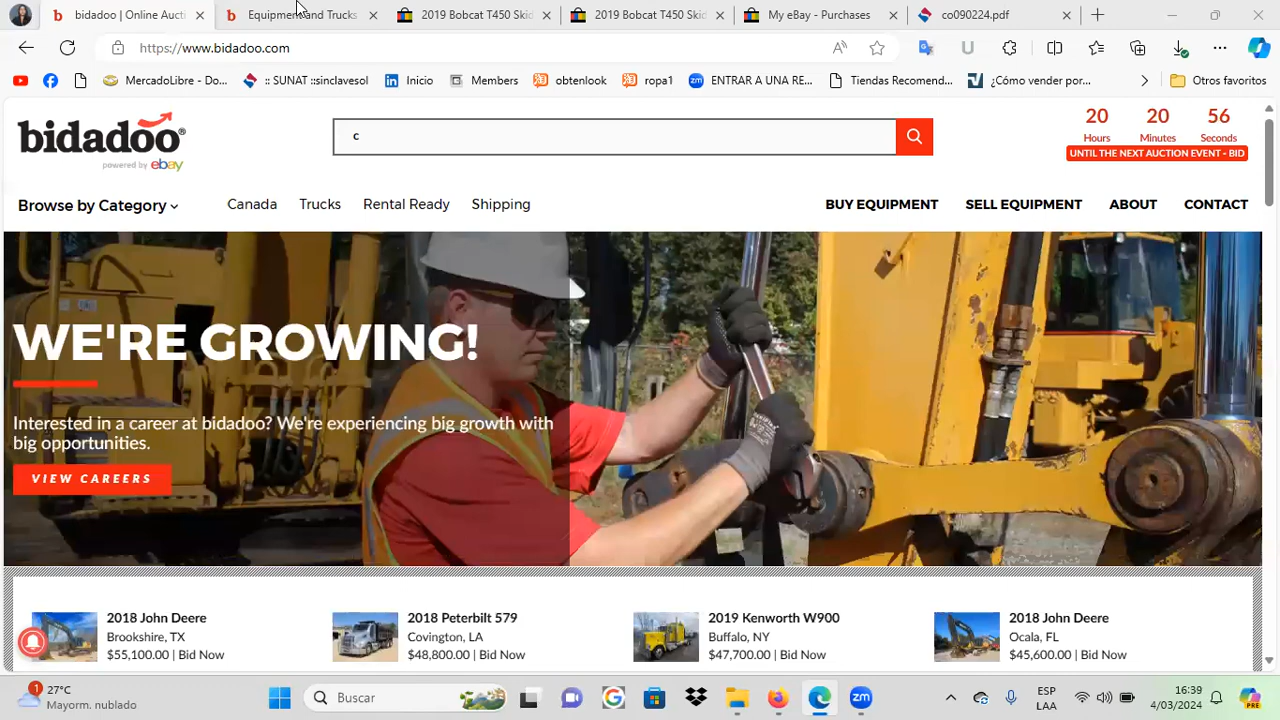 bidadoo | Online Aucti
Equipment and Trucks
2019 Bobcat T450 Skid
2019 Bobcat T450 Skid
My eBay - Purchases
co090224.pdf
https://www.bidadoo.com
MercadoLibre - Do...
:: SUNAT ::sinclavesol
Inicio
Members
obtenlook
ropa1
ENTRAR A UNA RE...
Tiendas Recomend...
¿Cómo vender por...
Otros favoritos
bidadoo®
powered by ebay
c
20 20 56
Hours Minutes Seconds
UNTIL THE NEXT AUCTION EVENT - BID
Browse by Category
Canada
Trucks
Rental Ready
Shipping
BUY EQUIPMENT
SELL EQUIPMENT
ABOUT
CONTACT
WE'RE GROWING!
Interested in a career at bidadoo? We're experiencing big growth with
big opportunities.
VIEW CAREERS
2018 John Deere
Brookshire, TX
$55,100.00 | Bid Now
2018 Peterbilt 579
Covington, LA
$48,800.00 | Bid Now
2019 Kenworth W900
Buffalo, NY
$47,700.00 | Bid Now
2018 John Deere
Ocala, FL
$45,600.00 | Bid Now
1
27°C
Mayorm. nublado
Buscar
zm
ESP
LAA
16:39
4/03/2024
PRE